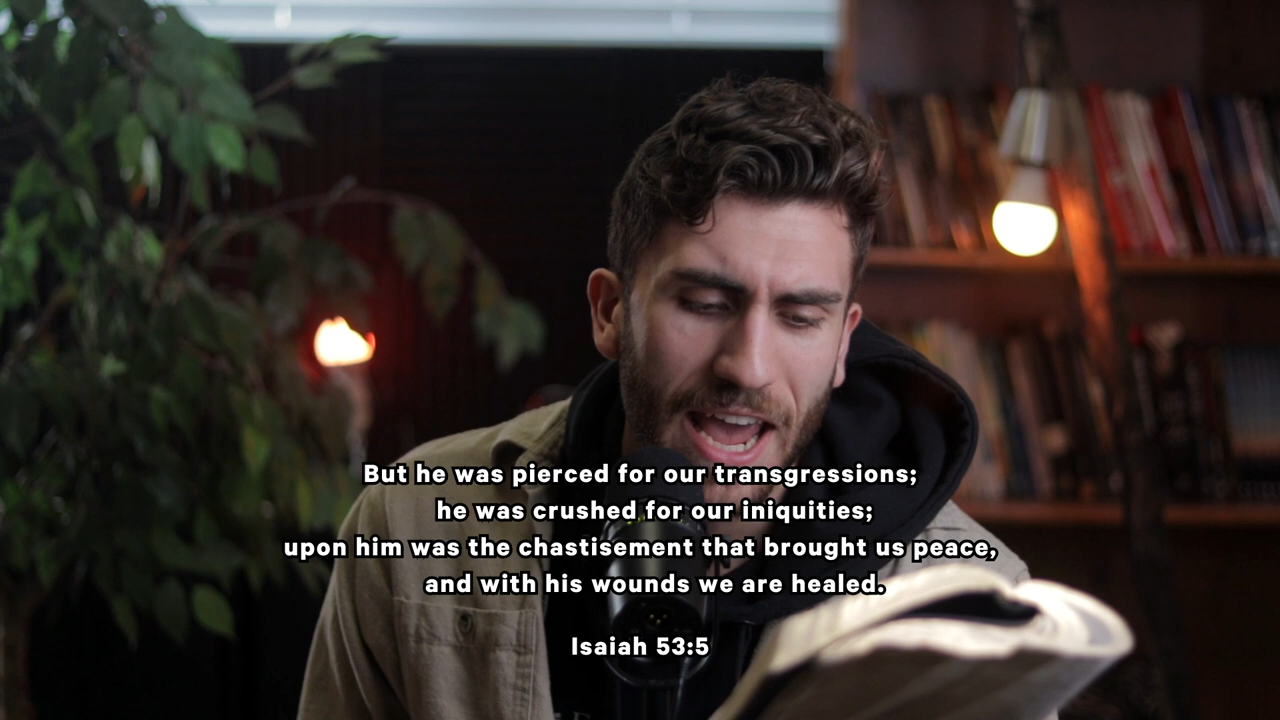 But he was pierced for our transgressions;
he was crushed for our iniquities;
upon him was the chastisement that brought us peace,
and with his wounds we are healed.
Isaiah 53:5